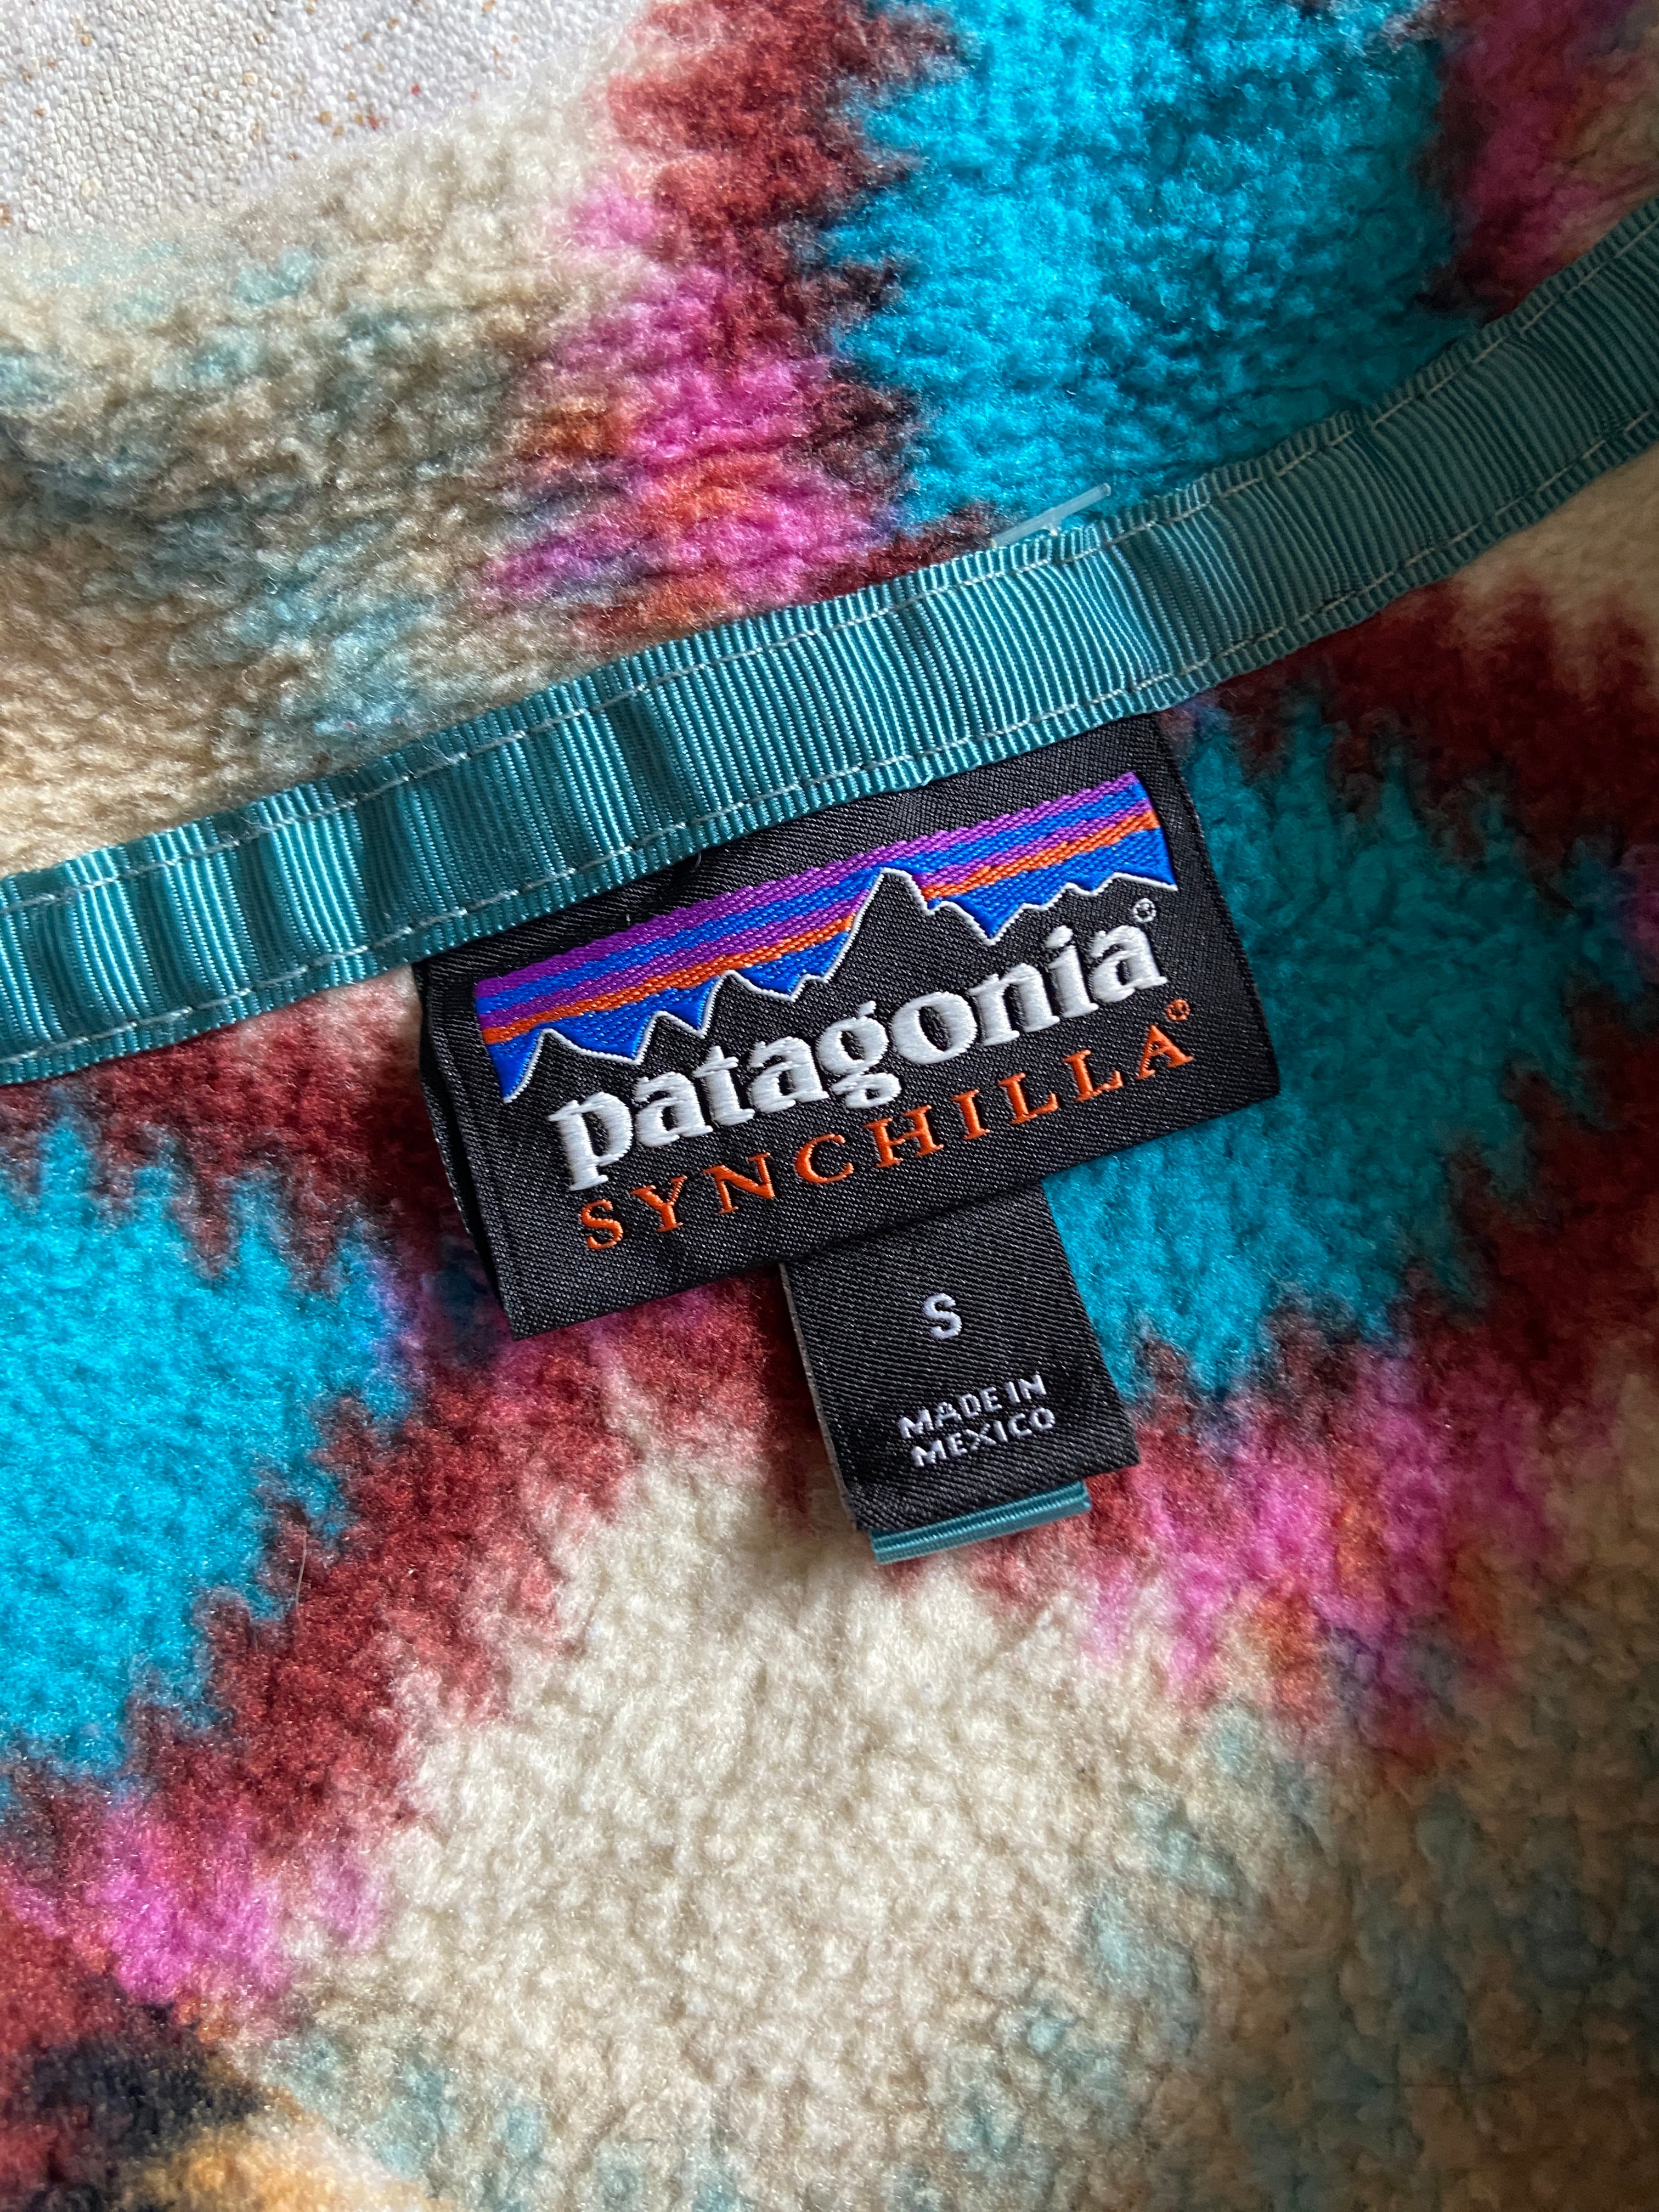 patagonia®
SYNCHILLA®
S
MADE IN
MEXICO